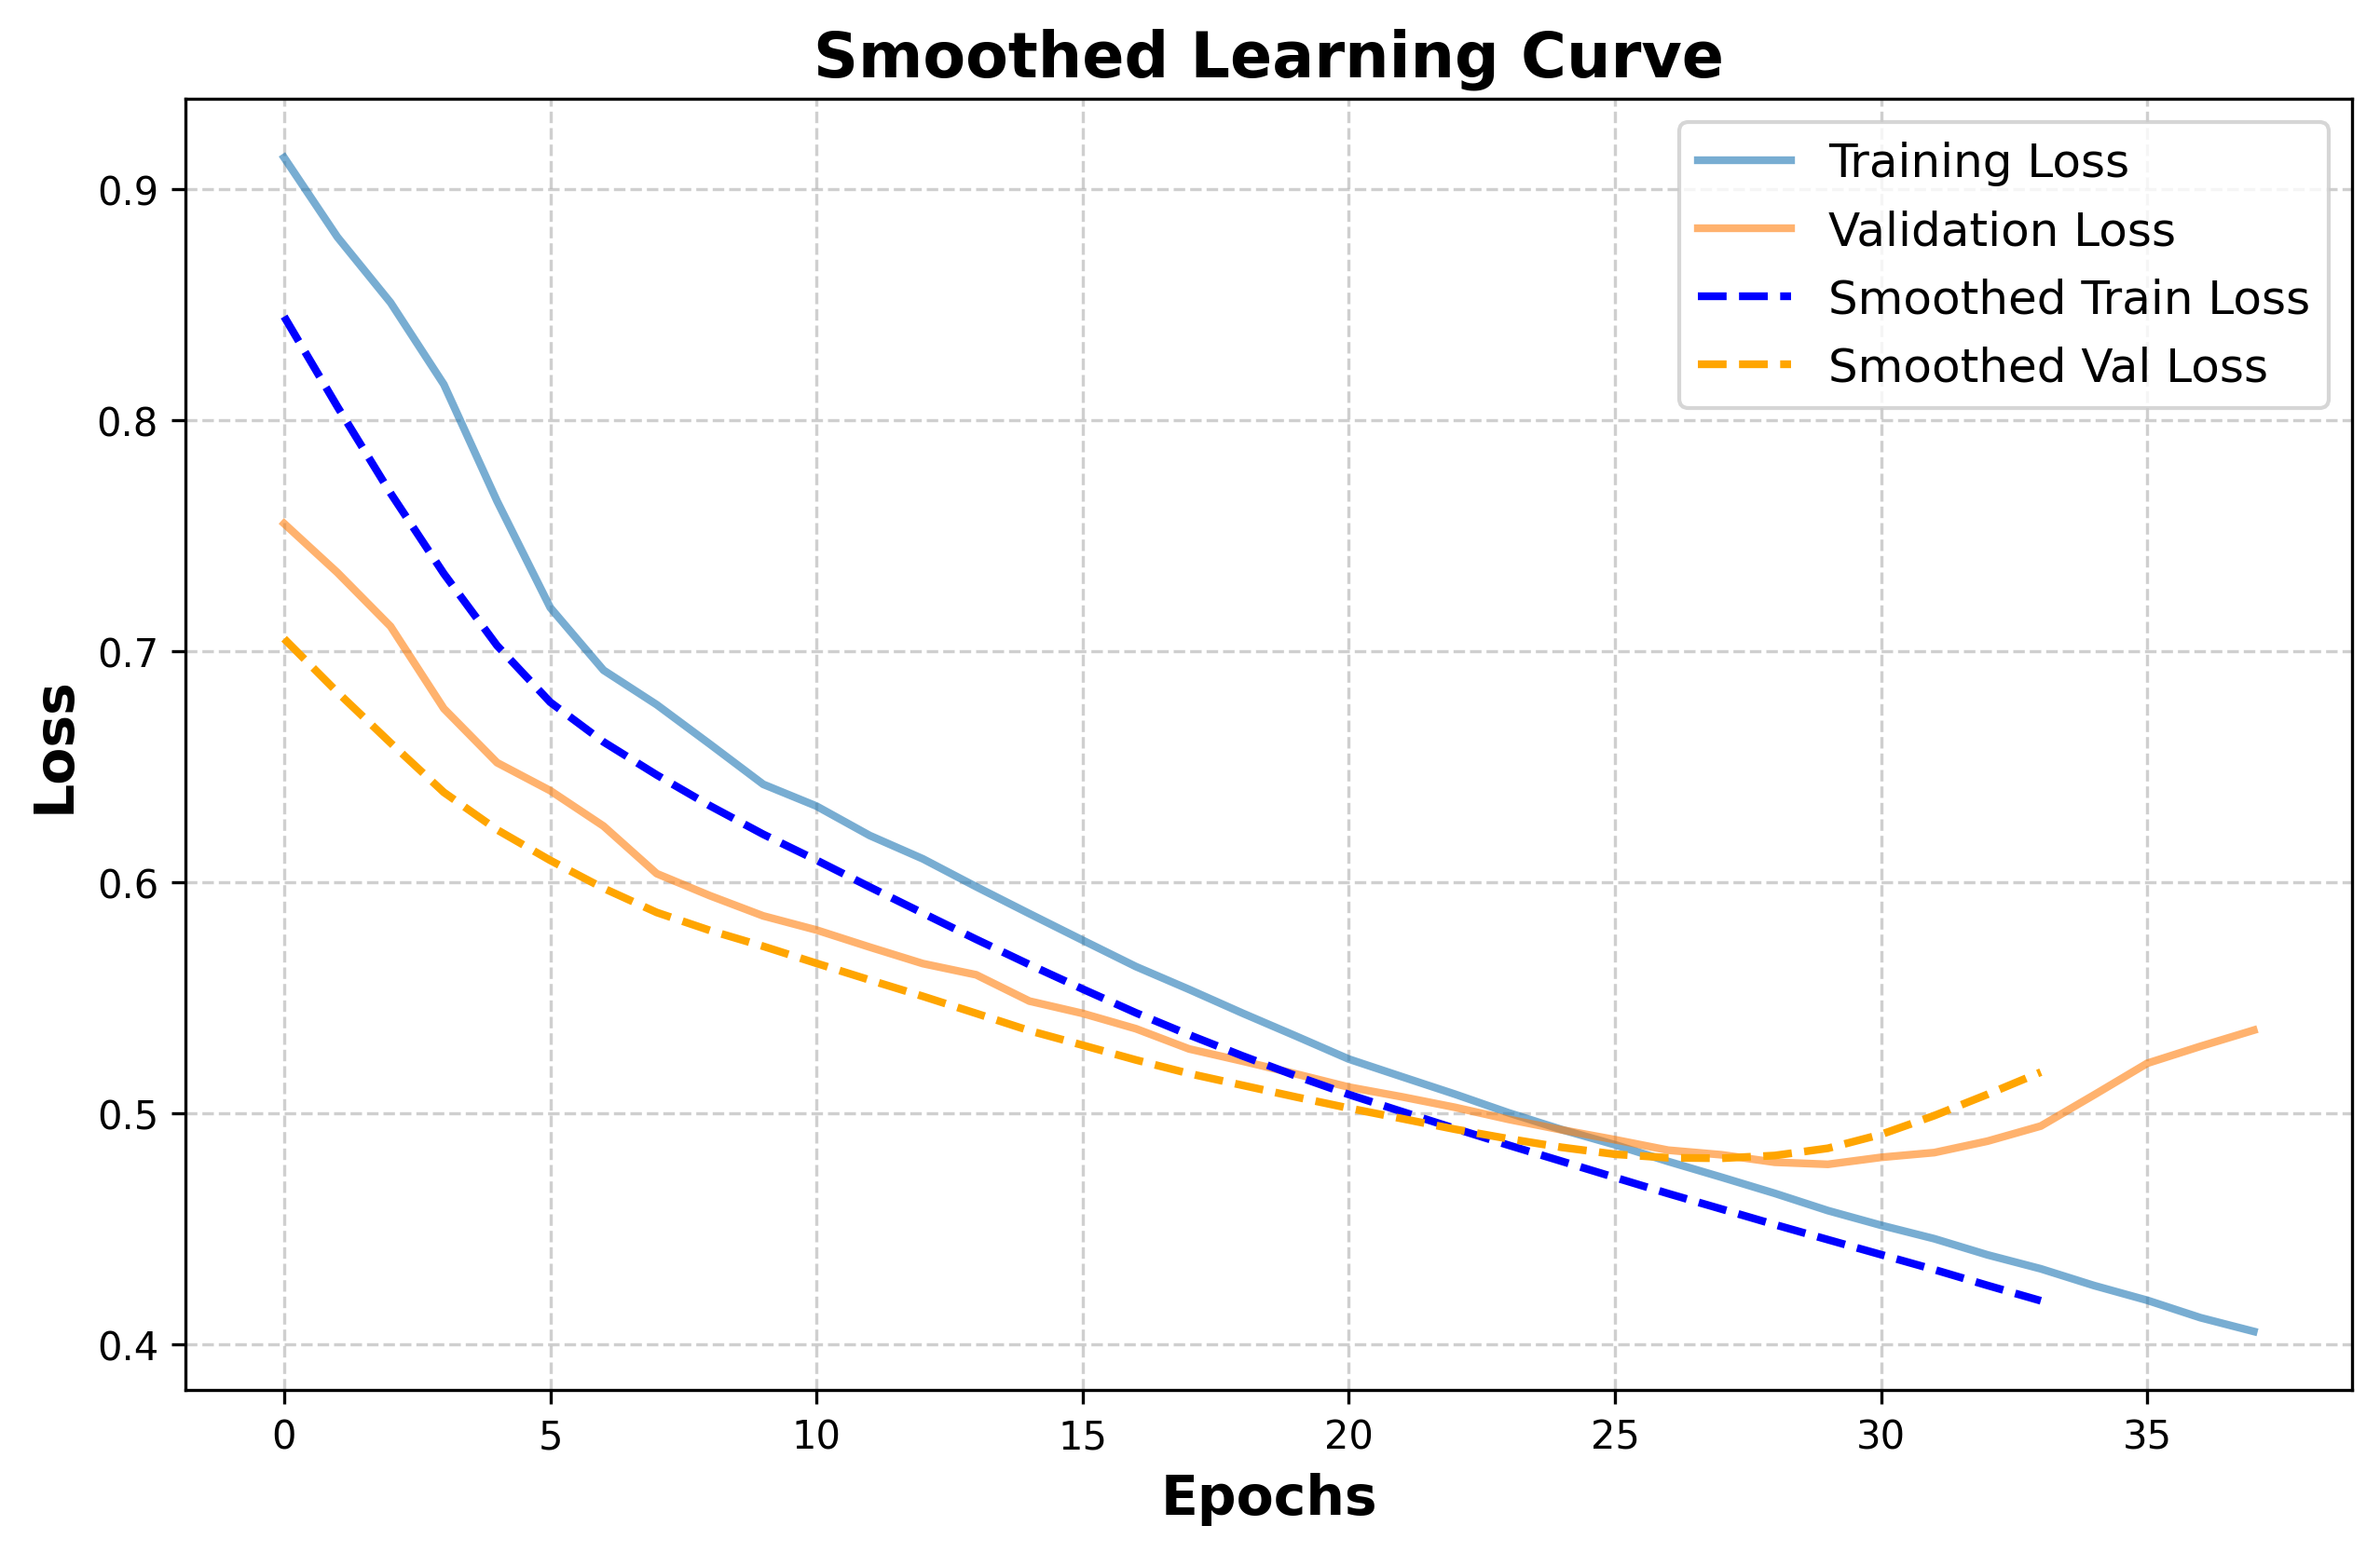 Smoothed Learning Curve
Training Loss
Validation Loss
Smoothed Train Loss
Smoothed Val Loss
0.9
0.8
0.7
0.6
0.5
0.4
Loss
0 5 10 15 20 25 30 35
Epochs